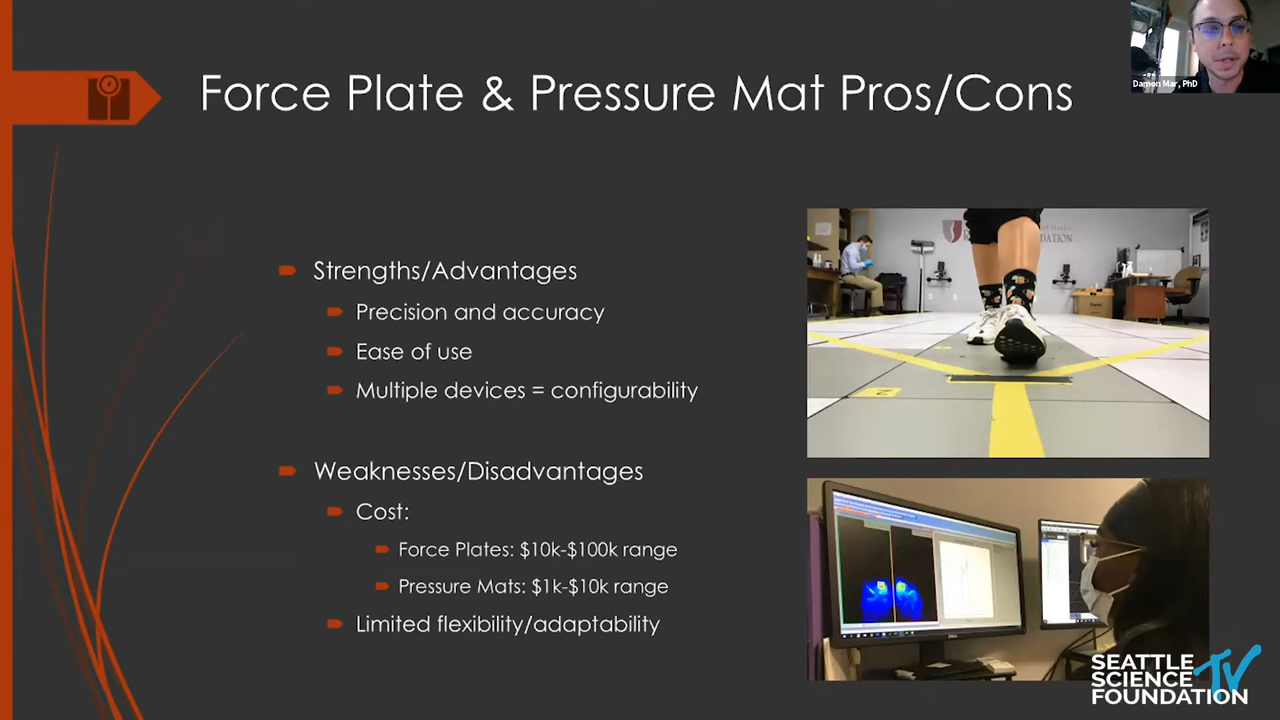 Force Plate & Pressure Mat Pros/Cons
Damon Mar, PhD
Strengths/Advantages
Precision and accuracy
Ease of use
Multiple devices = configurability
Weaknesses/Disadvantages
Cost:
Force Plates: $10k-$100k range
Pressure Mats: $1k-$10k range
Limited flexibility/adaptability
2
DELL
SEATTLE
SCIENCE
FOUNDATION
TV